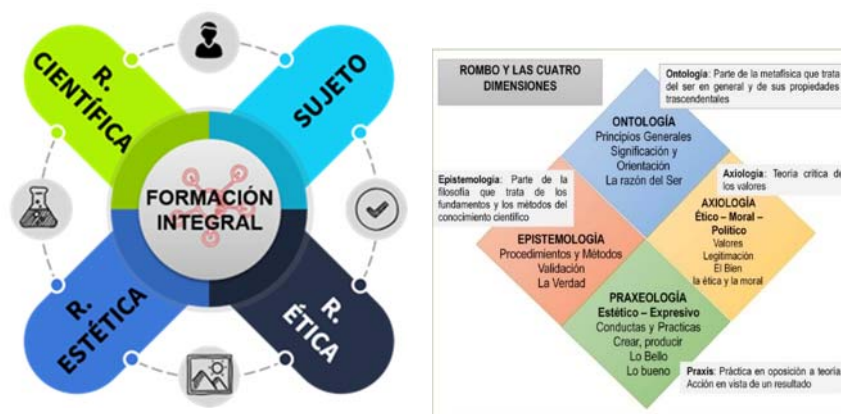 R.
CIENTÍFICA
SUJETO
FORMACIÓN
INTEGRAL
R.
ESTÉTICA
R.
ÉTICA
ROMBO Y LAS CUATRO
DIMENSIONES
Ontología: Parte de la metafísica que trata
del ser en general y de sus propiedades
trascendentales
ONTOLOGÍA
Principios Generales
Significación y
Orientación
La razón del Ser
Epistemología: Parte de la
filosofía que trata de los
fundamentos y los métodos del
conocimiento científico
Axiología: Teoría crítica de
los valores
EPISTEMOLOGÍA
Procedimientos y Métodos
Validación
La Verdad
AXIOLOGÍA
Ético – Moral –
Político
Valores
Legitimación
El Bien
la ética y la moral
PRAXEOLOGÍA
Estético – Expresivo
Conductas y Practicas
Crear, producir
Lo Bello
Lo bueno
Praxis: Práctica en oposición a teoría.
Acción en vista de un resultado